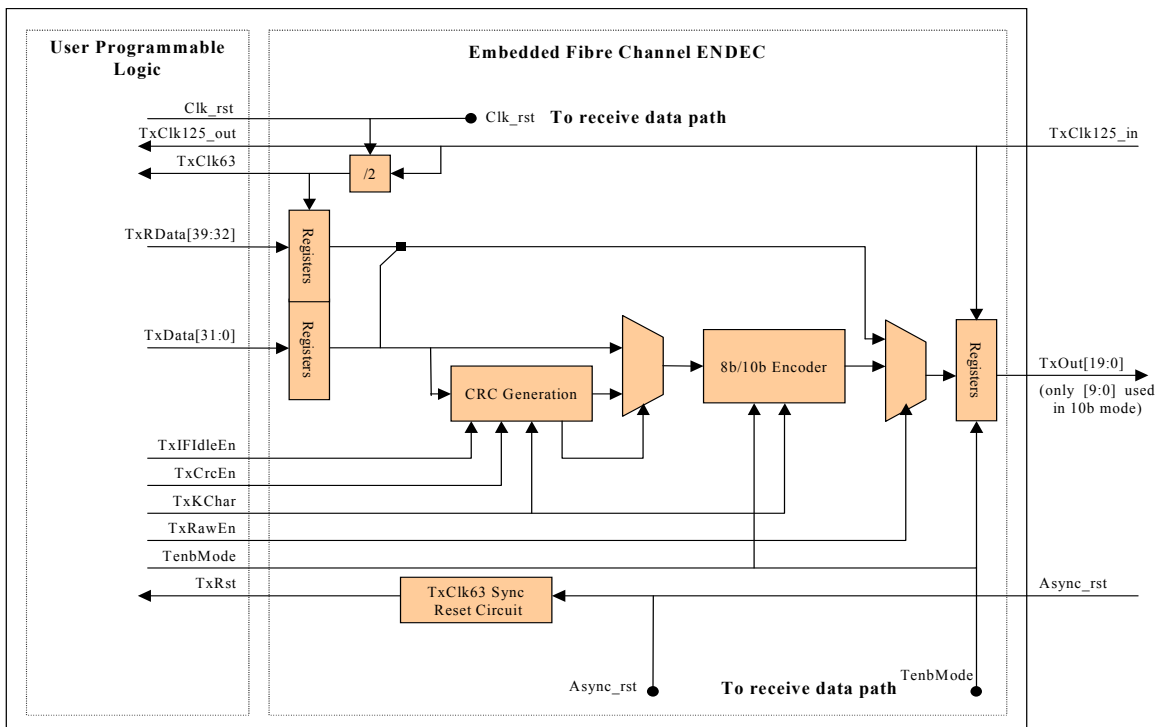 User Programmable
Logic
Embedded Fibre Channel ENDEC
Clk_rst
Clk_rst To receive data path
TxClk125_out
TxClk125_in
TxClk63
/2
TxRData[39:32]
Registers
TxData[31:0]
Registers
8b/10b Encoder
Registers
TxOut[19:0]
(only [9:0] used
in 10b mode)
CRC Generation
TxIFIdleEn
TxCrcEn
TxKChar
TxRawEn
TenbMode
TxRst
TxClk63 Sync
Reset Circuit
Async_rst
Async_rst
To receive data path
TenbMode